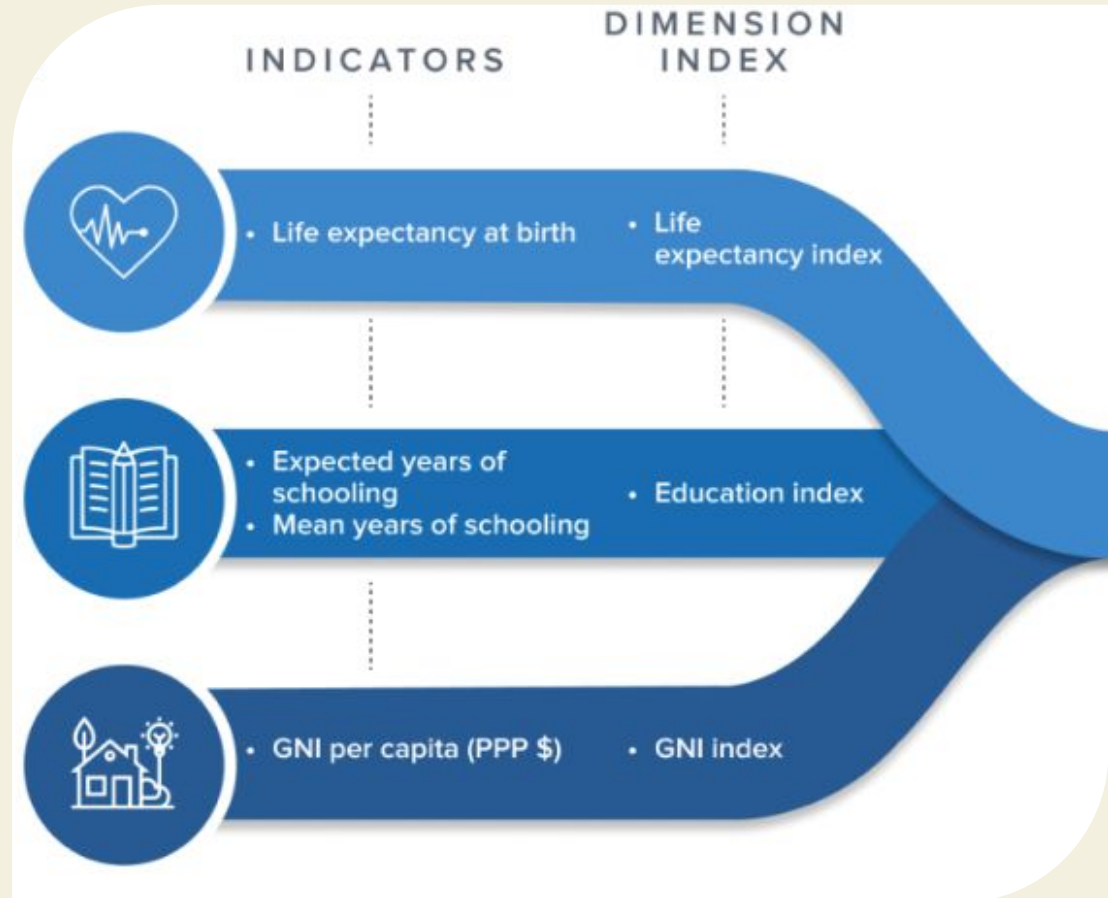 INDICATORS
DIMENSION
INDEX
• Life expectancy at birth
• Life
expectancy index
• Expected years of
schooling
• Mean years of schooling
• Education index
• GNI per capita (PPP $)
• GNI index